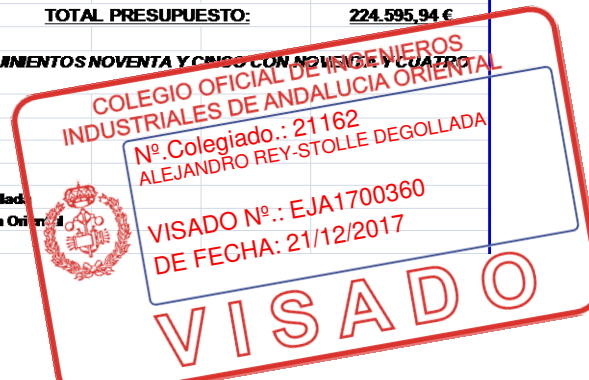 TOTAL PRESUPUESTO: 224.595,94 €
NOVENTA Y CINCO CON NOVENTA Y CUATRO
COLEGIO OFICIAL DE INGENIEROS
INDUSTRIALES DE ANDALUCIA ORIENTAL
Nº.Colegiado.: 21162
ALEJANDRO REY-STOLLE DEGOLLADA
VISADO Nº.: EJA1700360
DE FECHA: 21/12/2017
VISADO